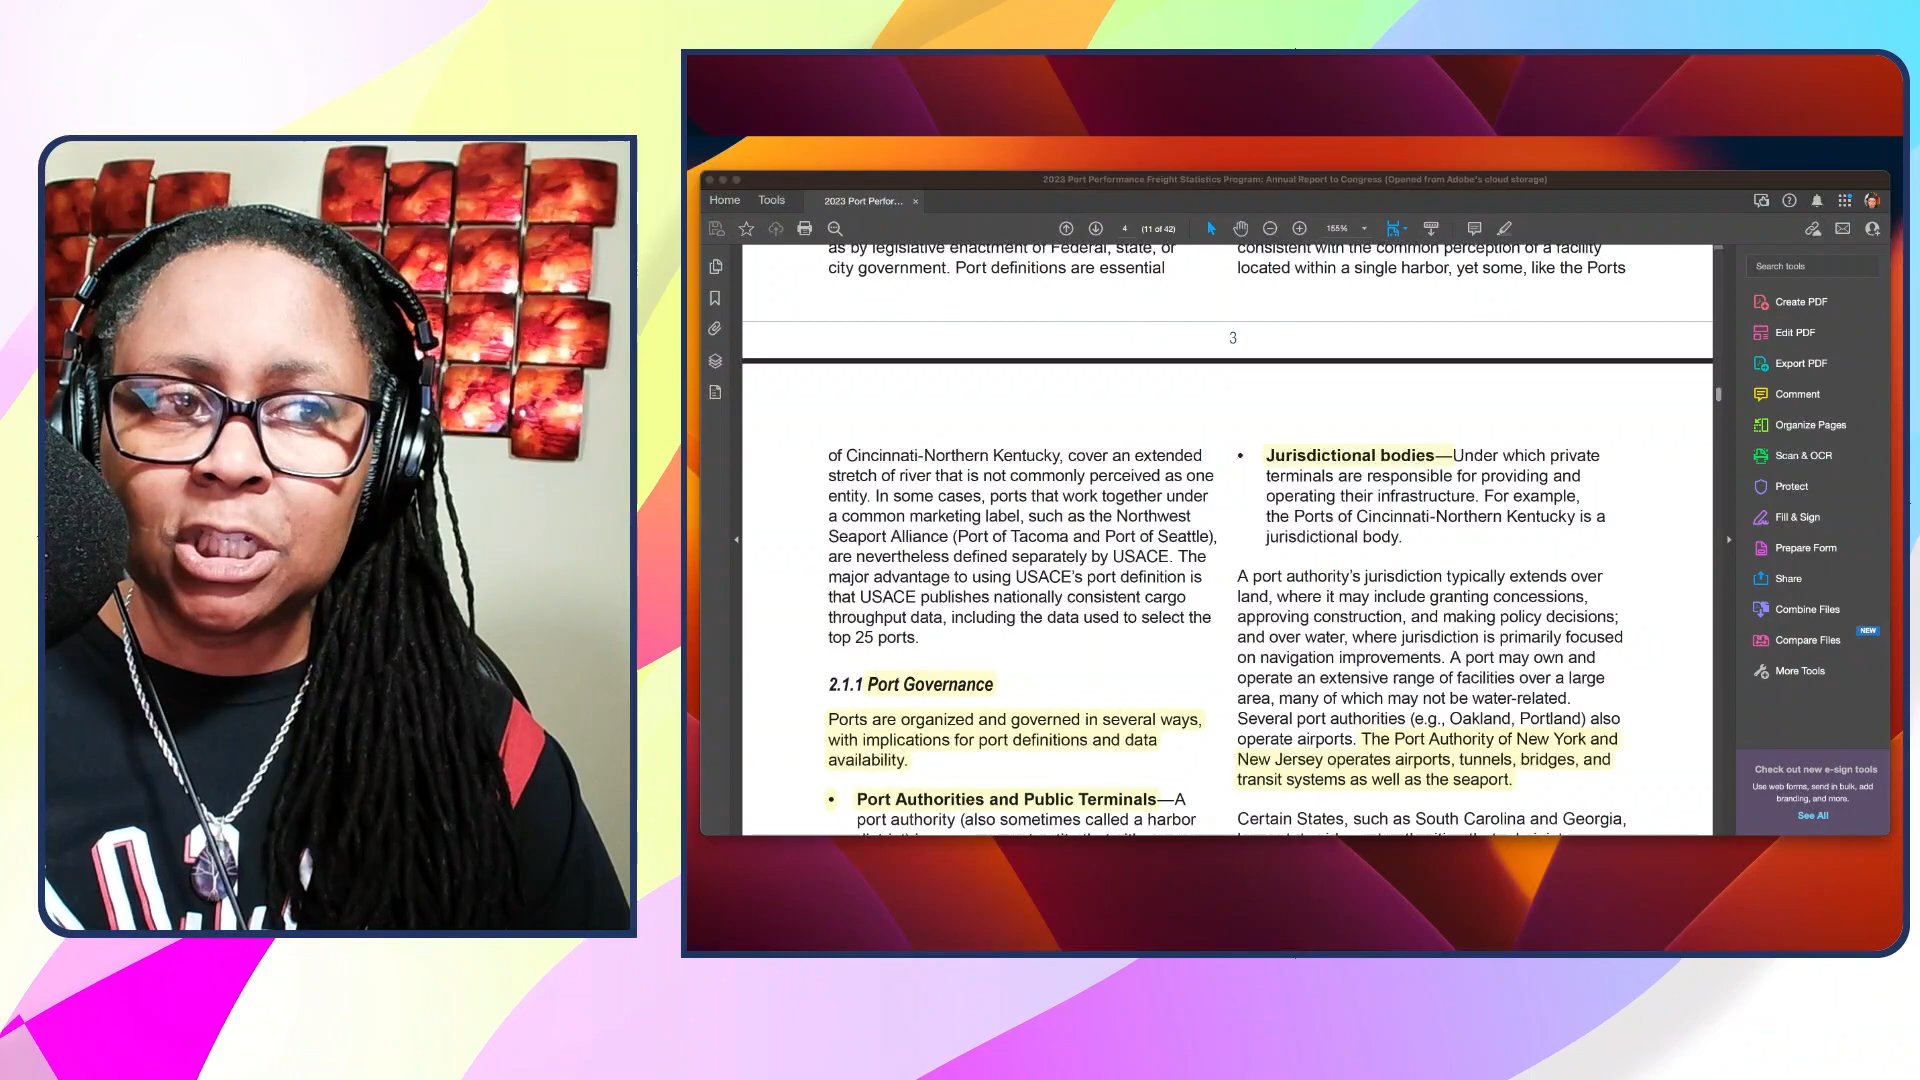 2023 Port Performance Freight Statistics Program: Annual Report to Congress (Opened from Adobe's cloud storage)
Home Tools 2023 Port Perfor... ×
4 (11 of 42) 155%
as by legislative enactment of Federal, state, or
city government. Port definitions are essential
consistent with the common perception of a facility
located within a single harbor, yet some, like the Ports
3
of Cincinnati-Northern Kentucky, cover an extended
stretch of river that is not commonly perceived as one
entity. In some cases, ports that work together under
a common marketing label, such as the Northwest
Seaport Alliance (Port of Tacoma and Port of Seattle),
are nevertheless defined separately by USACE. The
major advantage to using USACE's port definition is
that USACE publishes nationally consistent cargo
throughput data, including the data used to select the
top 25 ports.
2.1.1 Port Governance
Ports are organized and governed in several ways,
with implications for port definitions and data
availability.
• Port Authorities and Public Terminals—A
port authority (also sometimes called a harbor
• Jurisdictional bodies—Under which private
terminals are responsible for providing and
operating their infrastructure. For example,
the Ports of Cincinnati-Northern Kentucky is a
jurisdictional body.
A port authority's jurisdiction typically extends over
land, where it may include granting concessions,
approving construction, and making policy decisions;
and over water, where jurisdiction is primarily focused
on navigation improvements. A port may own and
operate an extensive range of facilities over a large
area, many of which may not be water-related.
Several port authorities (e.g., Oakland, Portland) also
operate airports. The Port Authority of New York and
New Jersey operates airports, tunnels, bridges, and
transit systems as well as the seaport.
Certain States, such as South Carolina and Georgia,
Search tools
Create PDF
Edit PDF
Export PDF
Comment
Organize Pages
Scan & OCR
Protect
Fill & Sign
Prepare Form
Share
Combine Files
Compare Files NEW
More Tools
Check out new e-sign tools
Use web forms, send in bulk, add
branding, and more.
See All